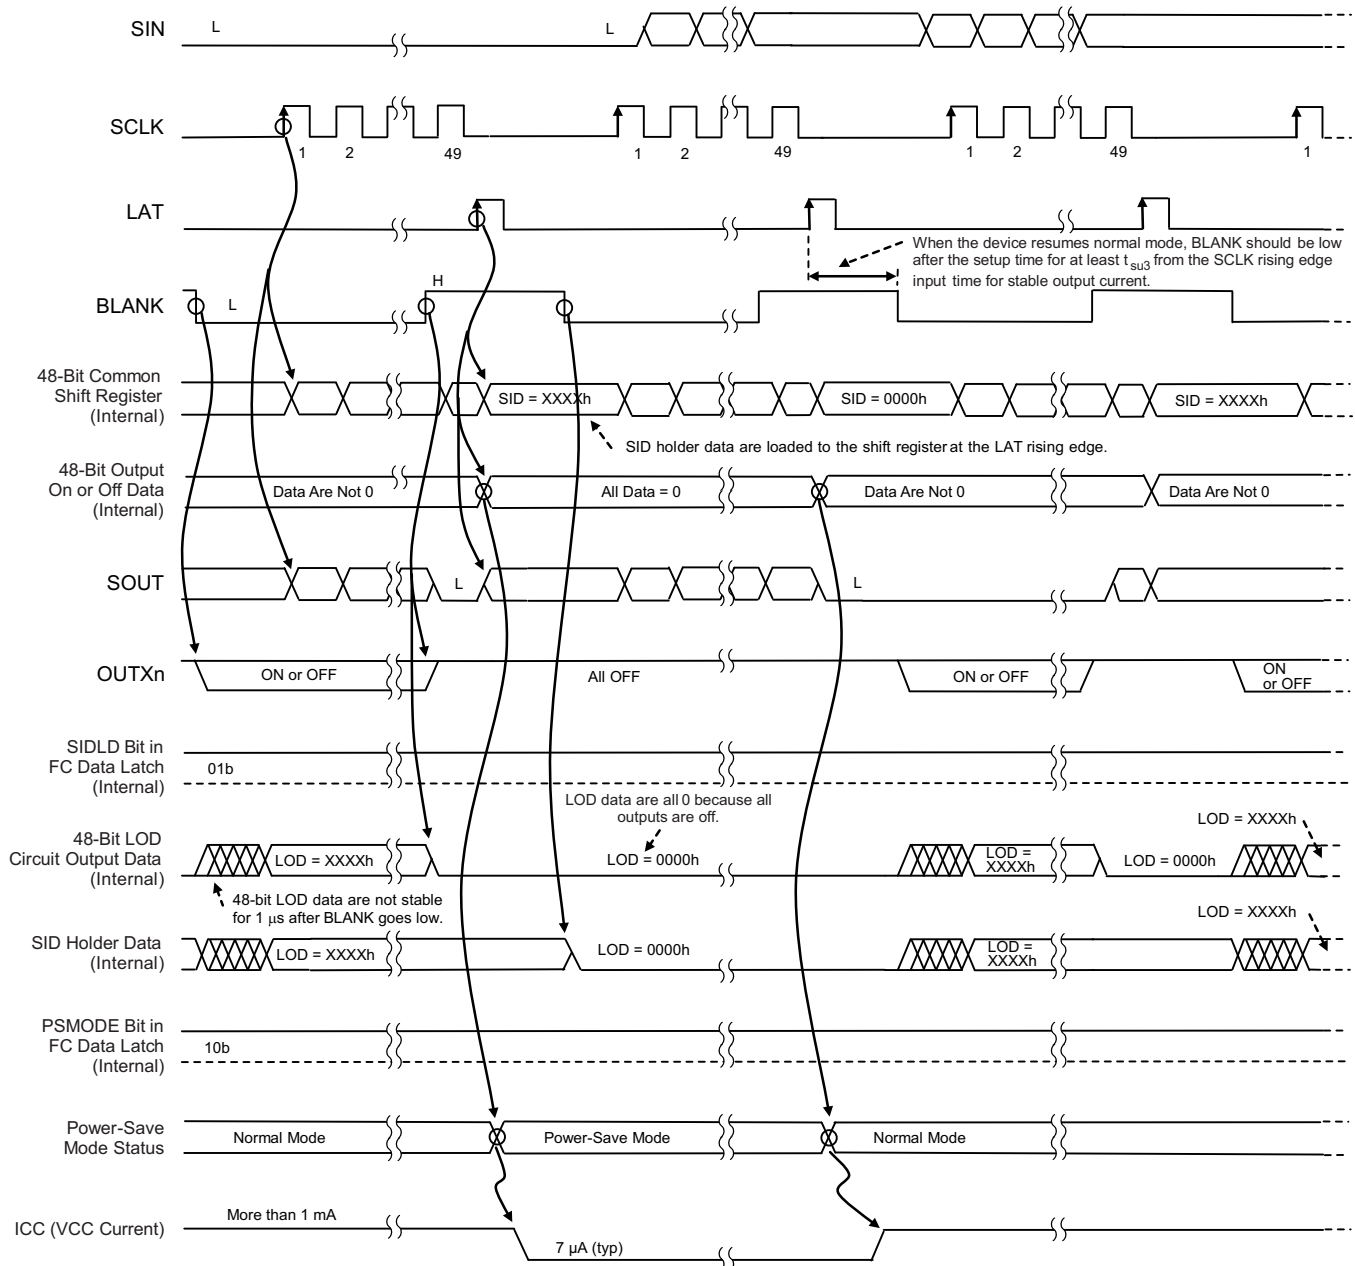 SIN
L
L
SCLK
1
2
49
1
2
49
1
2
49
1
LAT
When the device resumes normal mode, BLANK should be low
after the setup time for at least tsu3 from the SCLK rising edge
input time for stable output current.
BLANK
L
H
48-Bit Common
Shift Register
(Internal)
SID = XXXXh
SID = 0000h
SID = XXXXh
SID holder data are loaded to the shift register at the LAT rising edge.
48-Bit Output
On or Off Data
(Internal)
Data Are Not 0
All Data = 0
Data Are Not 0
Data Are Not 0
SOUT
L
L
OUTXn
ON or OFF
All OFF
ON or OFF
ON
or OFF
SIDLD Bit in
FC Data Latch
(Internal)
01b
LOD data are all 0 because all
outputs are off.
LOD = XXXXh
48-Bit LOD
Circuit Output Data
(Internal)
LOD = XXXXh
LOD = 0000h
LOD =
XXXXh
LOD = 0000h
48-bit LOD data are not stable
for 1 μs after BLANK goes low.
LOD = XXXXh
SID Holder Data
(Internal)
LOD = XXXXh
LOD = 0000h
LOD =
XXXXh
PSMODE Bit in
FC Data Latch
(Internal)
10b
Power-Save
Mode Status
Normal Mode
Power-Save Mode
Normal Mode
ICC (VCC Current)
More than 1 mA
7 μA (typ)